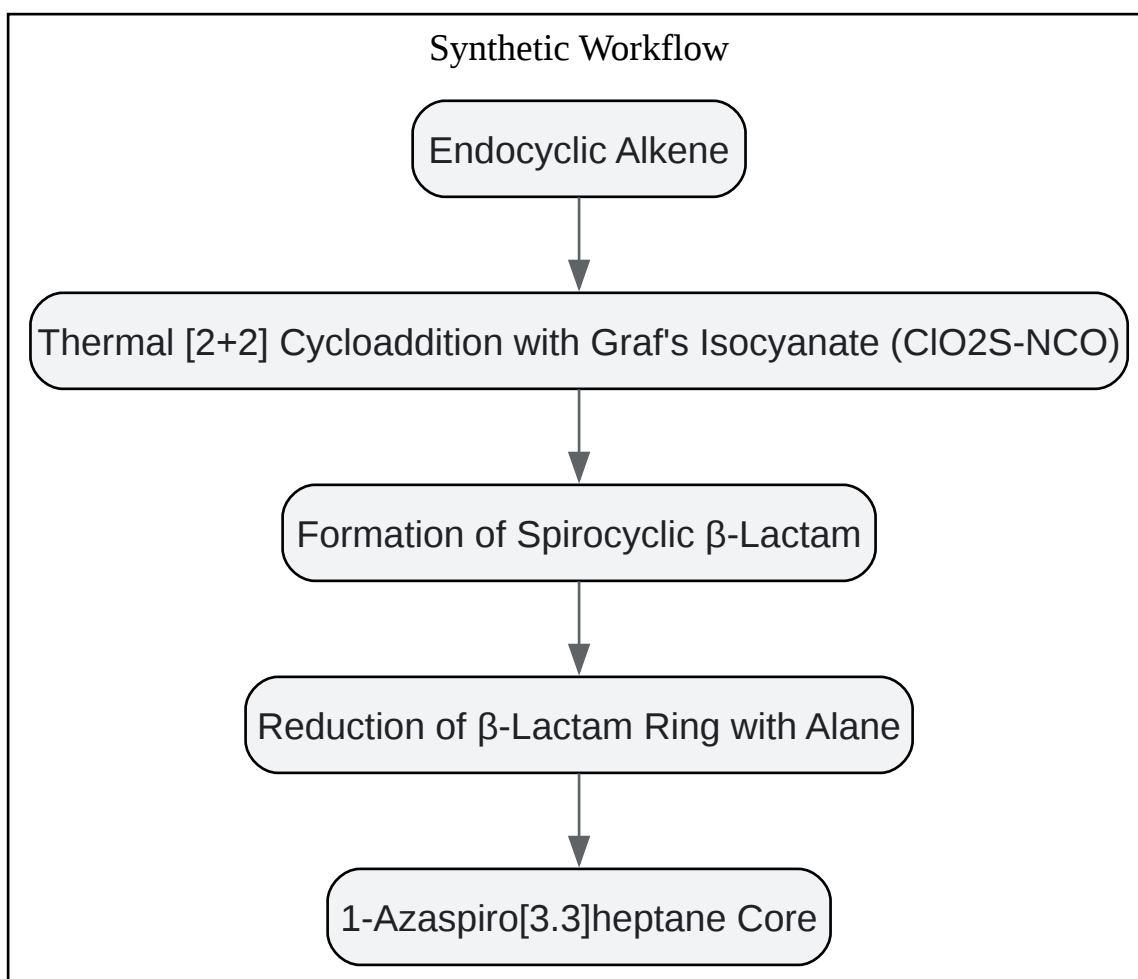 Synthetic Workflow
Endocyclic Alkene
Thermal [2+2] Cycloaddition with Graf's Isocyanate (ClO2S-NCO)
Formation of Spirocyclic β-Lactam
Reduction of β-Lactam Ring with Alane
1-Azaspiro[3.3]heptane Core